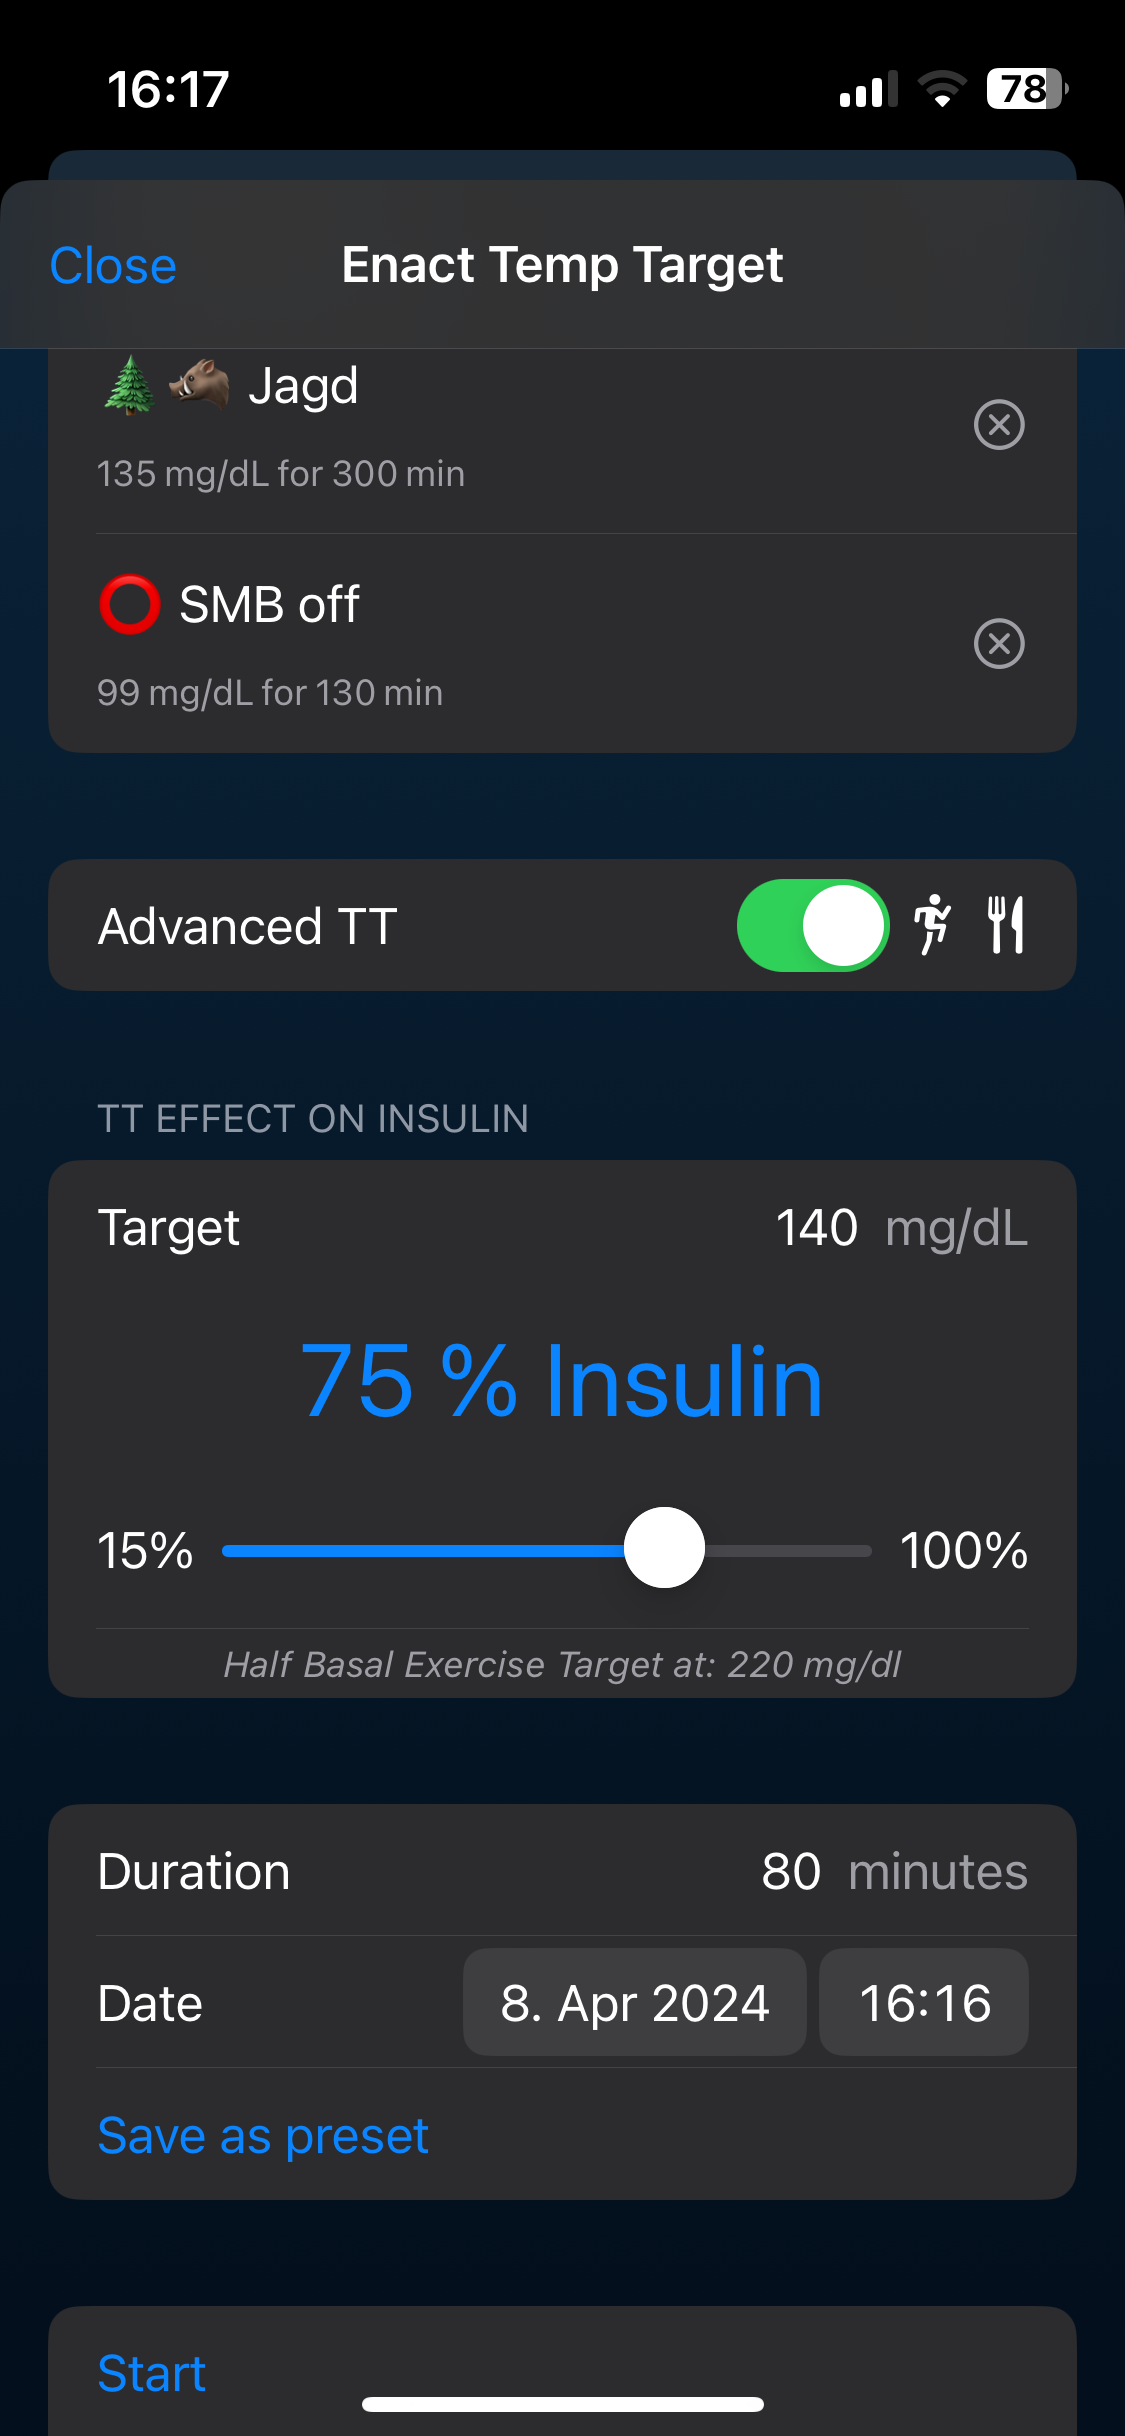 16:17
78
Close
Enact Temp Target
🌲🐗 Jagd
135 mg/dL for 300 min
⭕ SMB off
99 mg/dL for 130 min
Advanced TT
TT EFFECT ON INSULIN
Target 140 mg/dL
75 % Insulin
15% 100%
Half Basal Exercise Target at: 220 mg/dl
Duration 80 minutes
Date 8. Apr 2024 16:16
Save as preset
Start